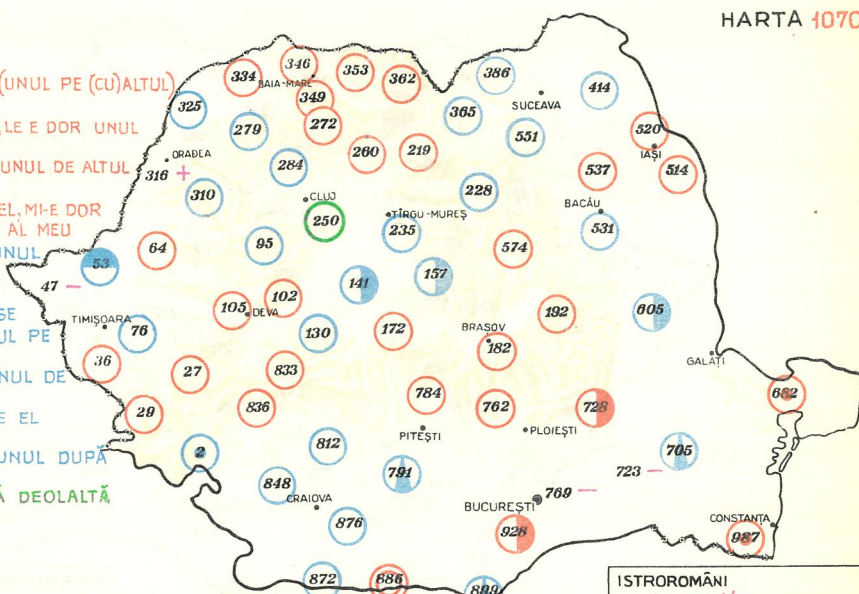 HARTA 1070
(UNUL PE (CU)ALTUL)
LE E DOR UNUL
UNUL DE ALTUL
EL, MI-E DOR
AL MEU
UNUL
SE
UL PE
NUL DE
E EL
UNUL DUPĂ
Ă DEOLALTĂ
334
346
353
362
386
414
BAIA-MARE
349
SUCEAVA
325
279
272
365
551
520
IAȘI
ORADEA
316 +
284
260
219
537
514
310
CLUJ
250
228
TÎRGU-MUREȘ
235
BACĂU
531
64
95
574
53
47 –
141
157
105
102
DEVA
192
605
TIMIȘOARA
76
130
172
BRAȘOV
182
GALAȚI
36
27
833
682
29
836
784
762
728
PITEȘTI
PLOIEȘTI
2
812
791
705
723 –
848
CRAIOVA
BUCUREȘTI
769 –
876
928
CONSTANȚA
987
872
886
899
ISTROROMÂNI